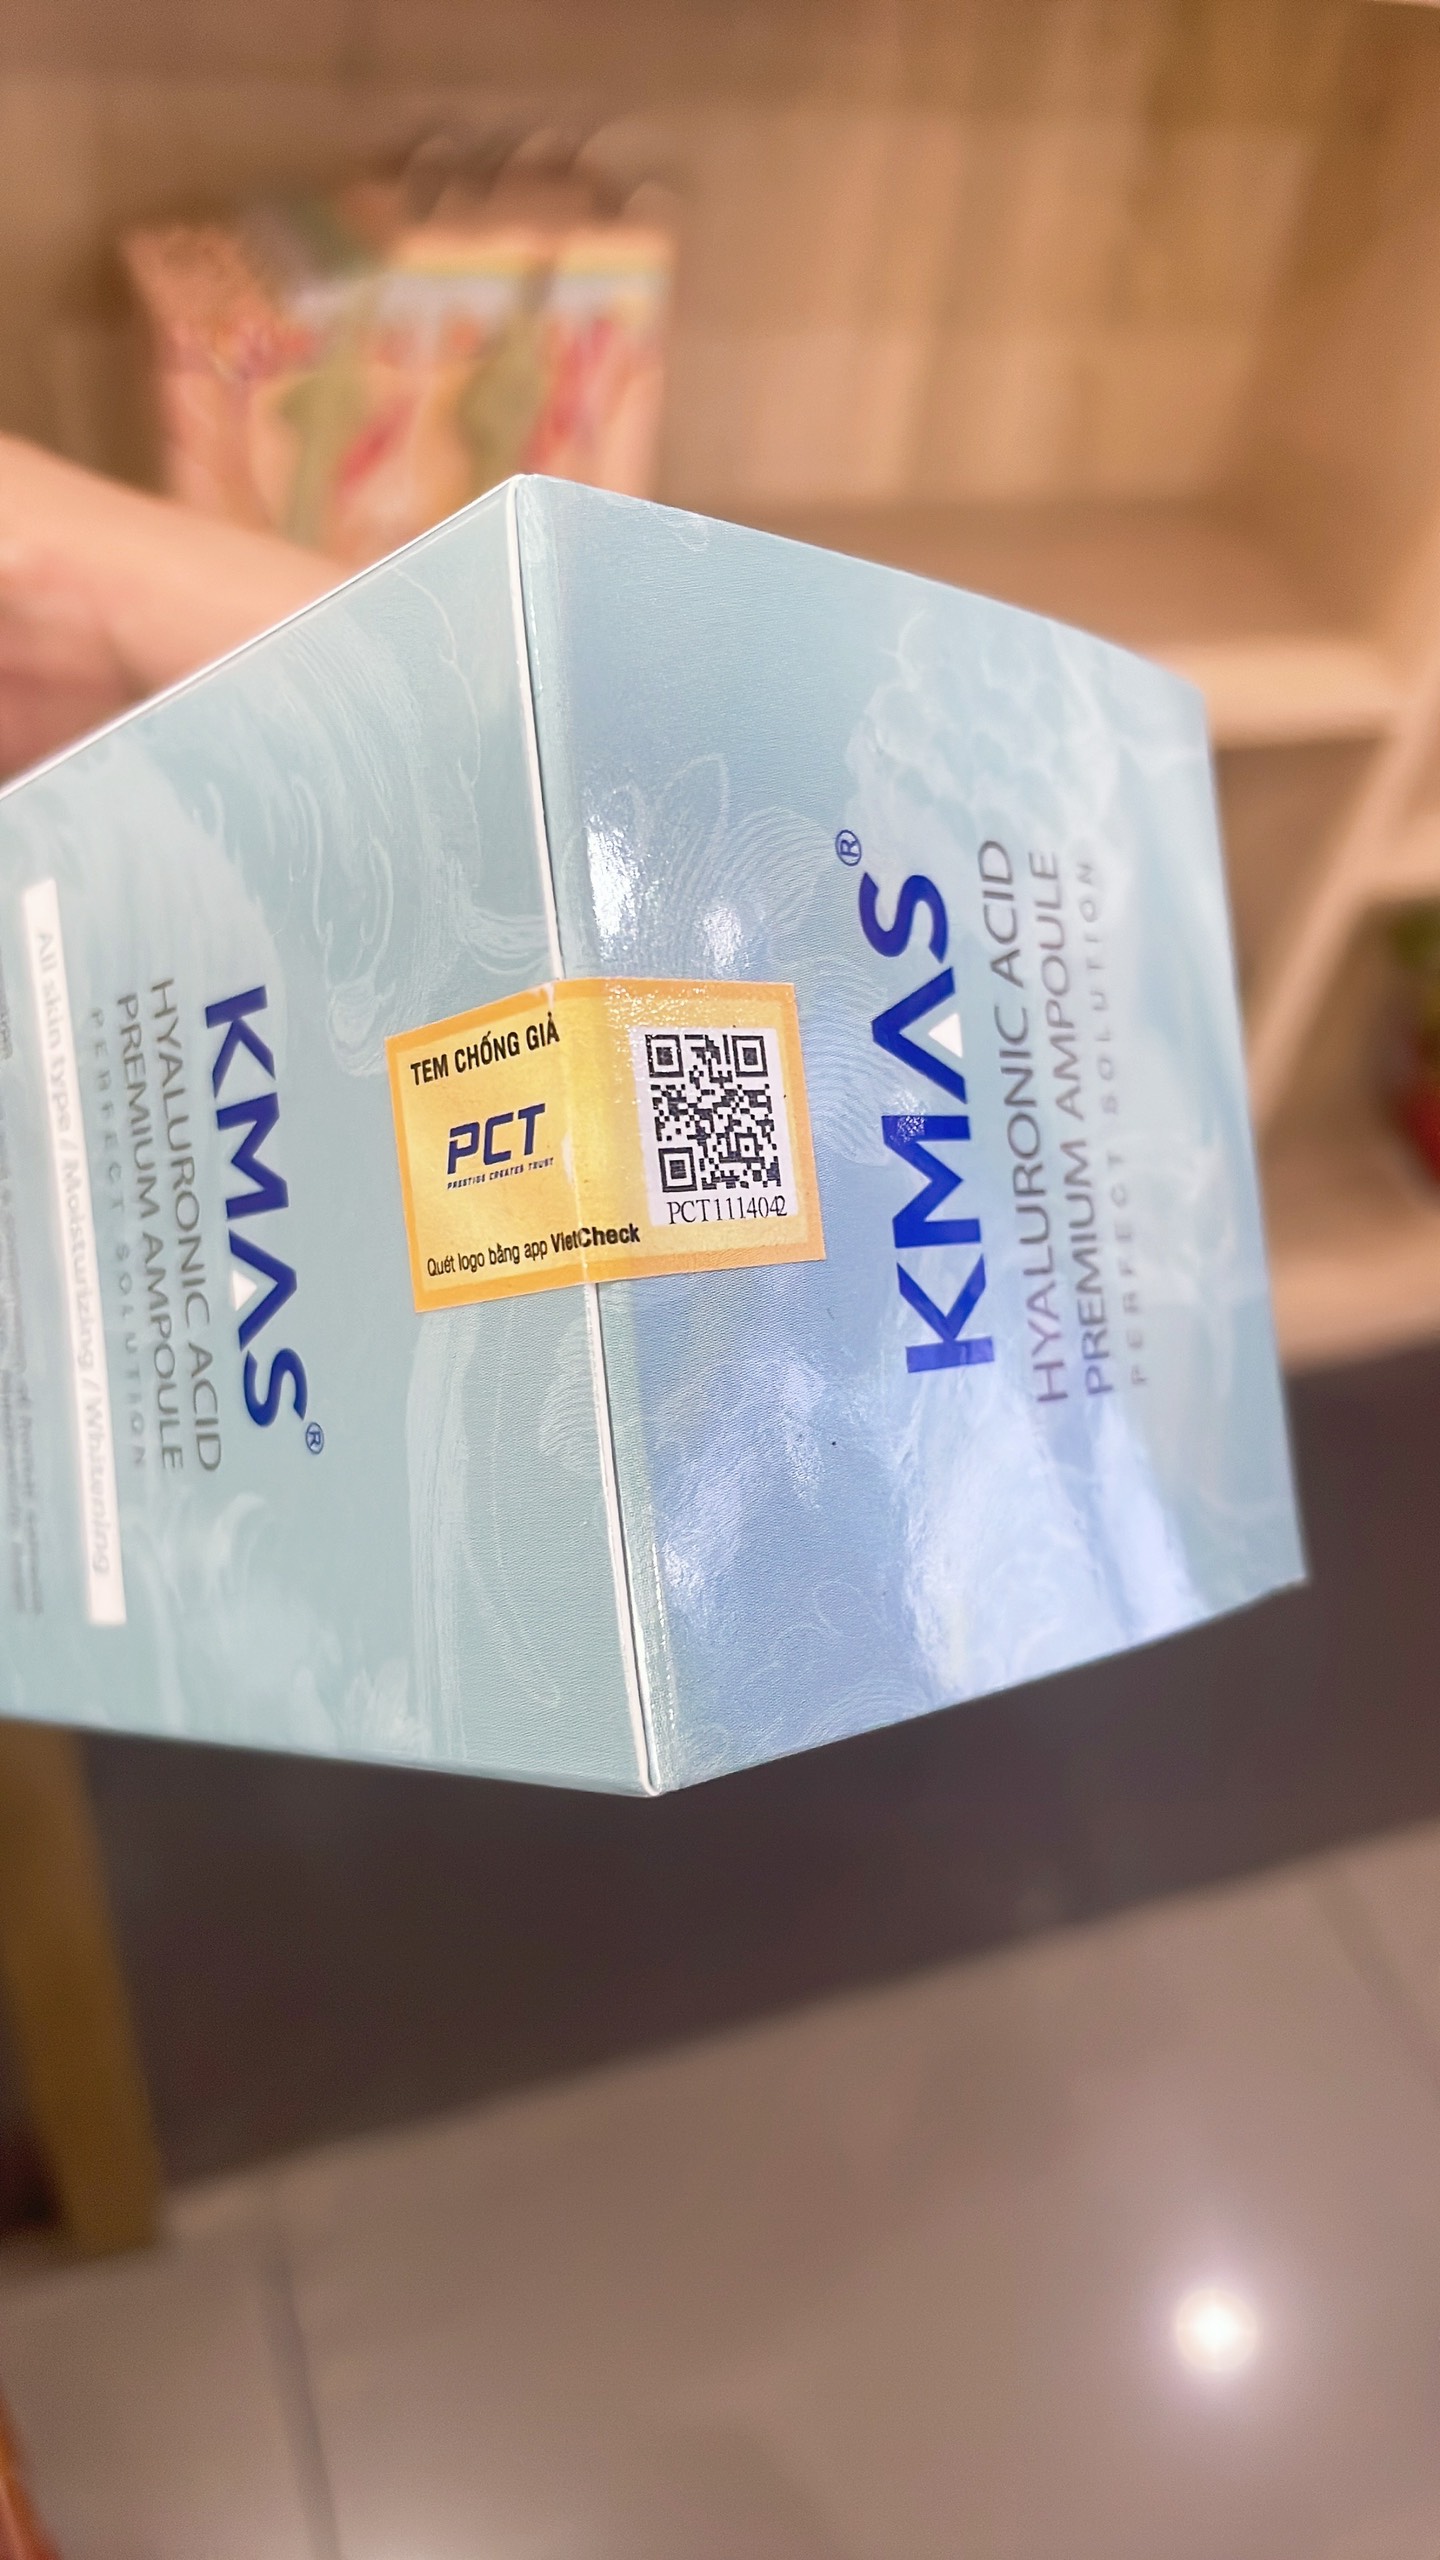 TEM CHỐNG GIẢ
PCT
PRESTIGE CREATES TRUST
Quét logo bằng app VietCheck
PCT1114042
KMAS®
HYALURONIC ACID
PREMIUM AMPOULE
PERFECT SOLUTION
KMAS®
HYALURONIC ACID
PREMIUM AMPOULE
PERFECT SOLUTION
All skin type / Moisturizing / Whitening